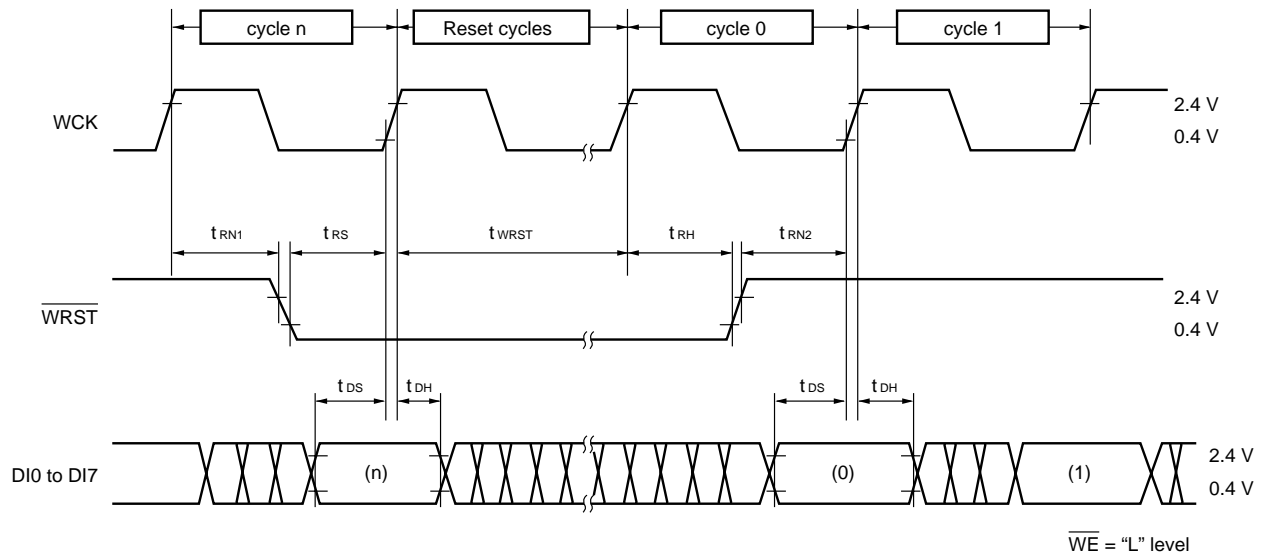 cycle n Reset cycles cycle 0 cycle 1
WCK
2.4 V
0.4 V
tRN1 tRS tWRST tRH tRN2
WRST
2.4 V
0.4 V
tDS tDH tDS tDH
DI0 to DI7
(n) (0) (1)
2.4 V
0.4 V
WE = “L” level